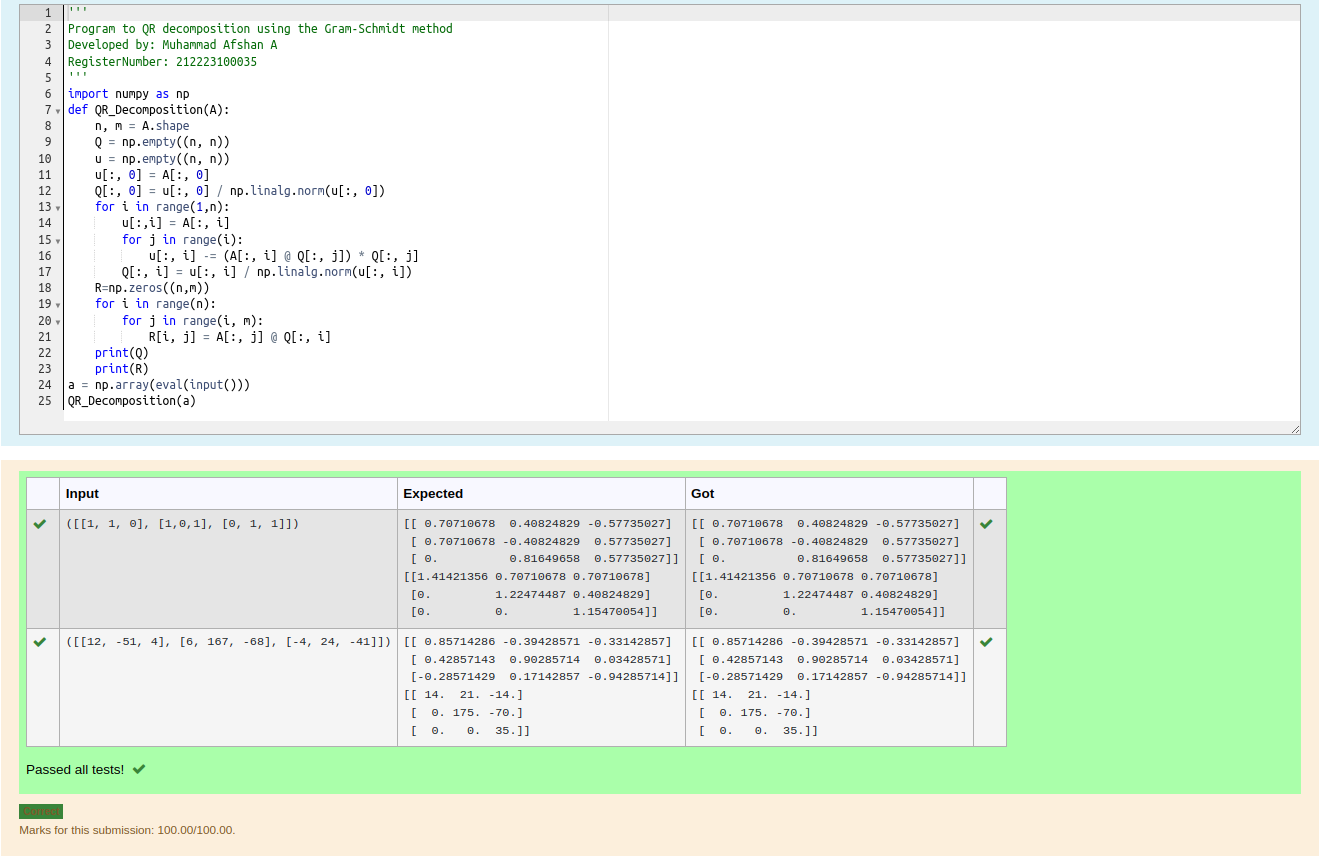 1 '''
2 Program to QR decomposition using the Gram-Schmidt method
3 Developed by: Muhammad Afshan A
4 RegisterNumber: 212223100035
5 '''
6 import numpy as np
7 def QR_Decomposition(A):
8     n, m = A.shape
9     Q = np.empty((n, n))
10     u = np.empty((n, n))
11     u[:, 0] = A[:, 0]
12     Q[:, 0] = u[:, 0] / np.linalg.norm(u[:, 0])
13     for i in range(1,n):
14         u[:,i] = A[:, i]
15         for j in range(i):
16             u[:, i] -= (A[:, i] @ Q[:, j]) * Q[:, j]
17         Q[:, i] = u[:, i] / np.linalg.norm(u[:, i])
18     R=np.zeros((n,m))
19     for i in range(n):
20         for j in range(i, m):
21             R[i, j] = A[:, j] @ Q[:, i]
22     print(Q)
23     print(R)
24 a = np.array(eval(input()))
25 QR_Decomposition(a)
Input Expected Got
([[1, 1, 0], [1,0,1], [0, 1, 1]]) [[ 0.70710678  0.40824829 -0.57735027] [[ 0.70710678  0.40824829 -0.57735027]
[ 0.70710678 -0.40824829  0.57735027] [ 0.70710678 -0.40824829  0.57735027]
[ 0.          0.81649658  0.57735027]] [ 0.          0.81649658  0.57735027]]
[[1.41421356 0.70710678 0.70710678] [[1.41421356 0.70710678 0.70710678]
[0.         1.22474487 0.40824829] [0.         1.22474487 0.40824829]
[0.         0.         1.15470054]] [0.         0.         1.15470054]]
([[12, -51, 4], [6, 167, -68], [-4, 24, -41]]) [[ 0.85714286 -0.39428571 -0.33142857] [[ 0.85714286 -0.39428571 -0.33142857]
[ 0.42857143  0.90285714  0.03428571] [ 0.42857143  0.90285714  0.03428571]
[-0.28571429  0.17142857 -0.94285714]] [-0.28571429  0.17142857 -0.94285714]]
[[ 14.  21. -14.] [[ 14.  21. -14.]
[  0. 175. -70.] [  0. 175. -70.]
[  0.   0.  35.]] [  0.   0.  35.]]
Passed all tests!
Correct
Marks for this submission: 100.00/100.00.